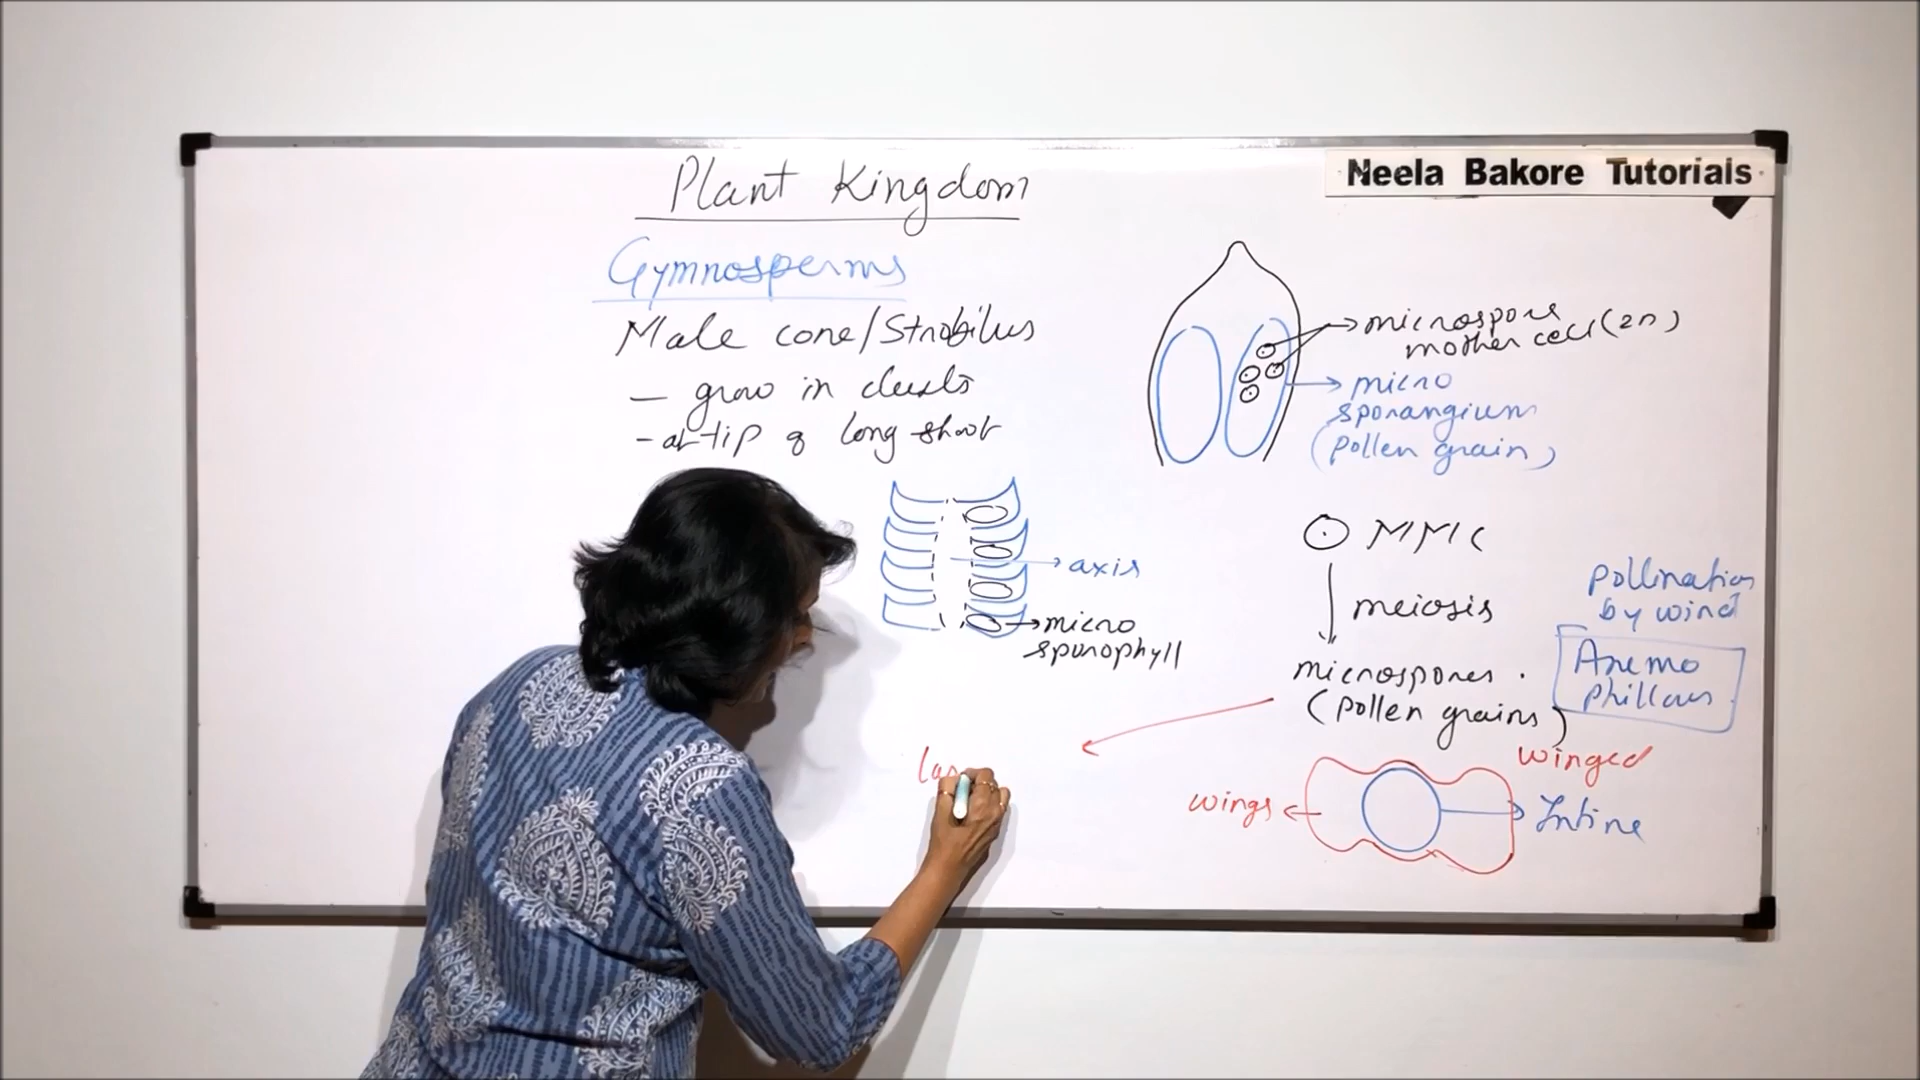 Plant Kingdom
Neela Bakore Tutorials
Gymnosperms
Male cone/Strobilus
— grow in clusts
- at tip of long shoot
axis
micro
sporophyll
microspore
mother cell (2n)
micro
sporangium
(pollen grain)
MMC
meiosis
microspores.
(pollen grains)
pollination
by wind
Anemo
phillous
winged
wings
Intine